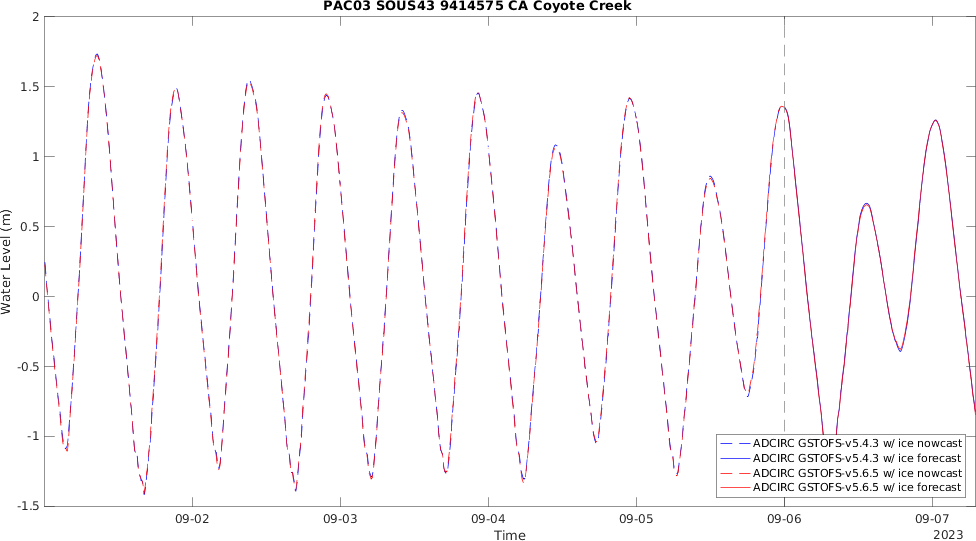 PAC03 SOUS43 9414575 CA Coyote Creek
2
1.5
1
0.5
0
-0.5
-1
-1.5
Water Level (m)
ADCIRC GSTOFS-v5.4.3 w/ ice nowcast
ADCIRC GSTOFS-v5.4.3 w/ ice forecast
ADCIRC GSTOFS-v5.6.5 w/ ice nowcast
ADCIRC GSTOFS-v5.6.5 w/ ice forecast
09-02 09-03 09-04 09-05 09-06 09-07
Time
2023